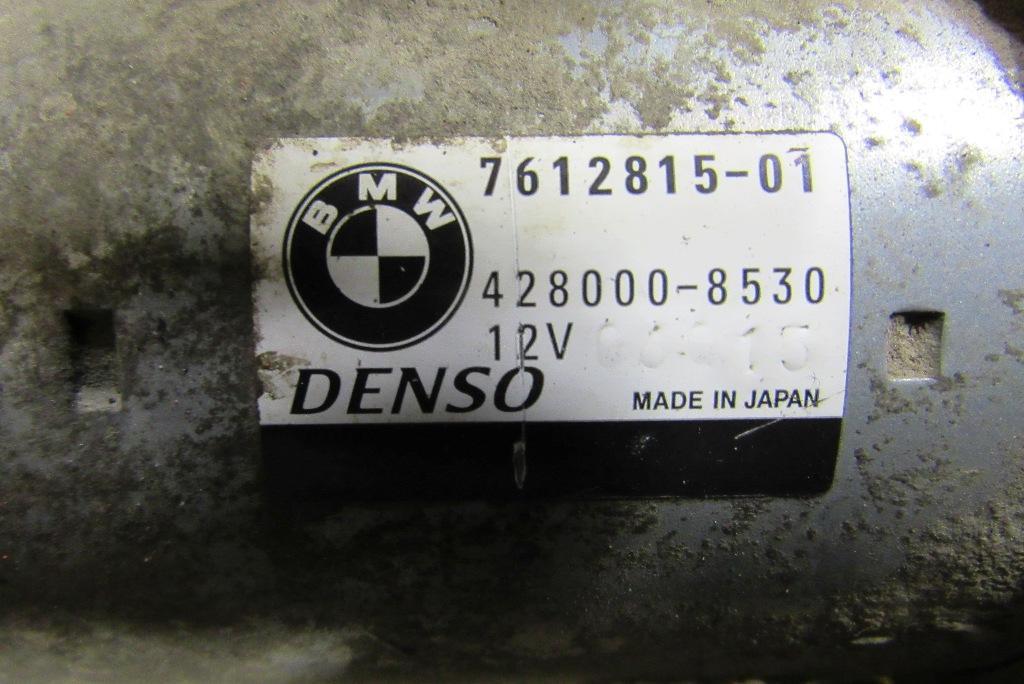 BMW
7612815-01
428000-8530
12V
DENSO
MADE IN JAPAN